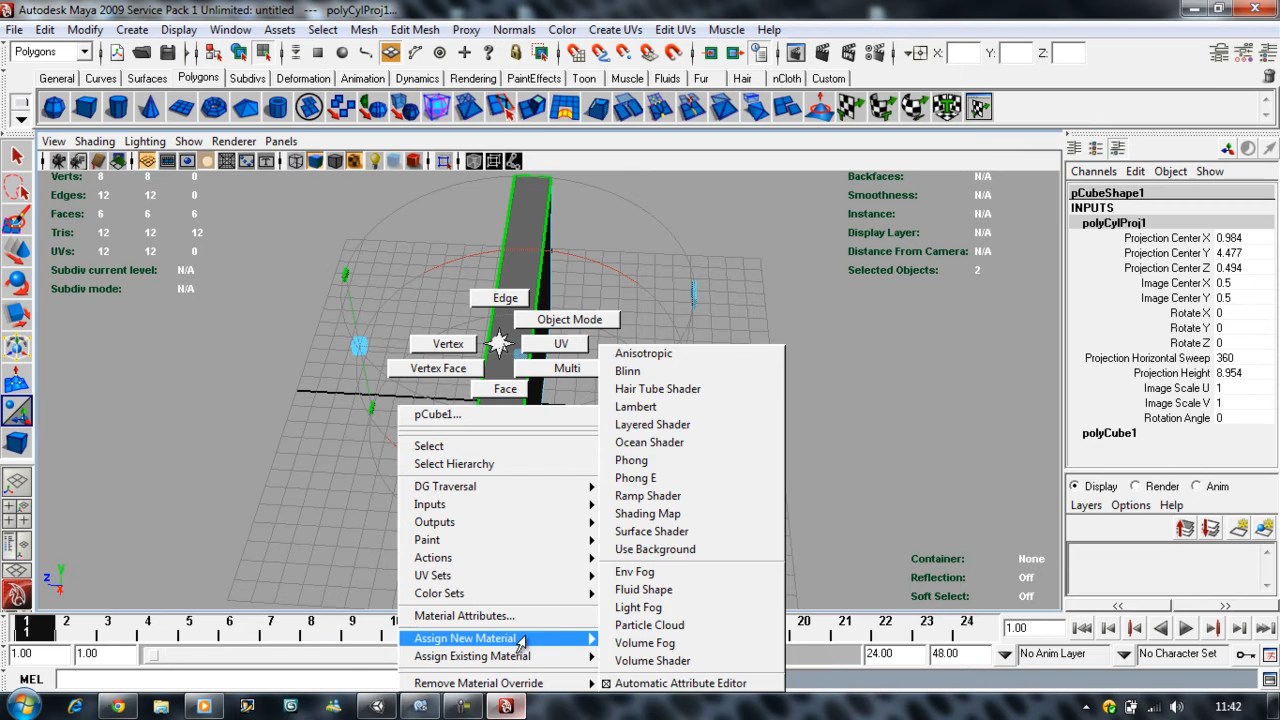 Autodesk Maya 2009 Service Pack 1 Unlimited: untitled --- polyCylProj1...
File Edit Modify Create Display Window Assets Select Mesh Edit Mesh Proxy Normals Color Create UVs Edit UVs Muscle Help
Polygons X: Y: Z:
General Curves Surfaces Polygons Subdivs Deformation Animation Dynamics Rendering PaintEffects Toon Muscle Fluids Fur Hair nCloth Custom
View Shading Lighting Show Renderer Panels
Channels Edit Object Show
Verts: 8 8 0
Edges: 12 12 0
Faces: 6 6 6
Tris: 12 12 12
UVs: 12 12 0
Subdiv current level: N/A
Subdiv mode: N/A
Backfaces: N/A
Smoothness: N/A
Instance: N/A
Display Layer: N/A
Distance From Camera: N/A
Selected Objects: 2
pCubeShape1
INPUTS
polyCylProj1
Projection Center X 0.984
Projection Center Y 4.477
Projection Center Z 0.494
Image Center X 0.5
Image Center Y 0.5
Rotate X 0
Rotate Y 0
Rotate Z 0
Projection Horizontal Sweep 360
Projection Height 8.954
Image Scale U 1
Image Scale V 1
Rotation Angle 0
polyCube1
Edge
Object Mode
Vertex
UV
Vertex Face
Multi
Face
pCube1...
Select
Select Hierarchy
DG Traversal
Inputs
Outputs
Paint
Actions
UV Sets
Color Sets
Material Attributes...
Assign New Material
Assign Existing Material
Remove Material Override
Anisotropic
Blinn
Hair Tube Shader
Lambert
Layered Shader
Ocean Shader
Phong
Phong E
Ramp Shader
Shading Map
Surface Shader
Use Background
Env Fog
Fluid Shape
Light Fog
Particle Cloud
Volume Fog
Volume Shader
Automatic Attribute Editor
Container: None
Reflection: Off
Soft Select: Off
Display Render Anim
Layers Options Help
<< >>
1 2 4 6 8 10 12 14 20 22 24 1.00
1
1.00 1.00 24.00 48.00 No Anim Layer No Character Set
MEL
11:42